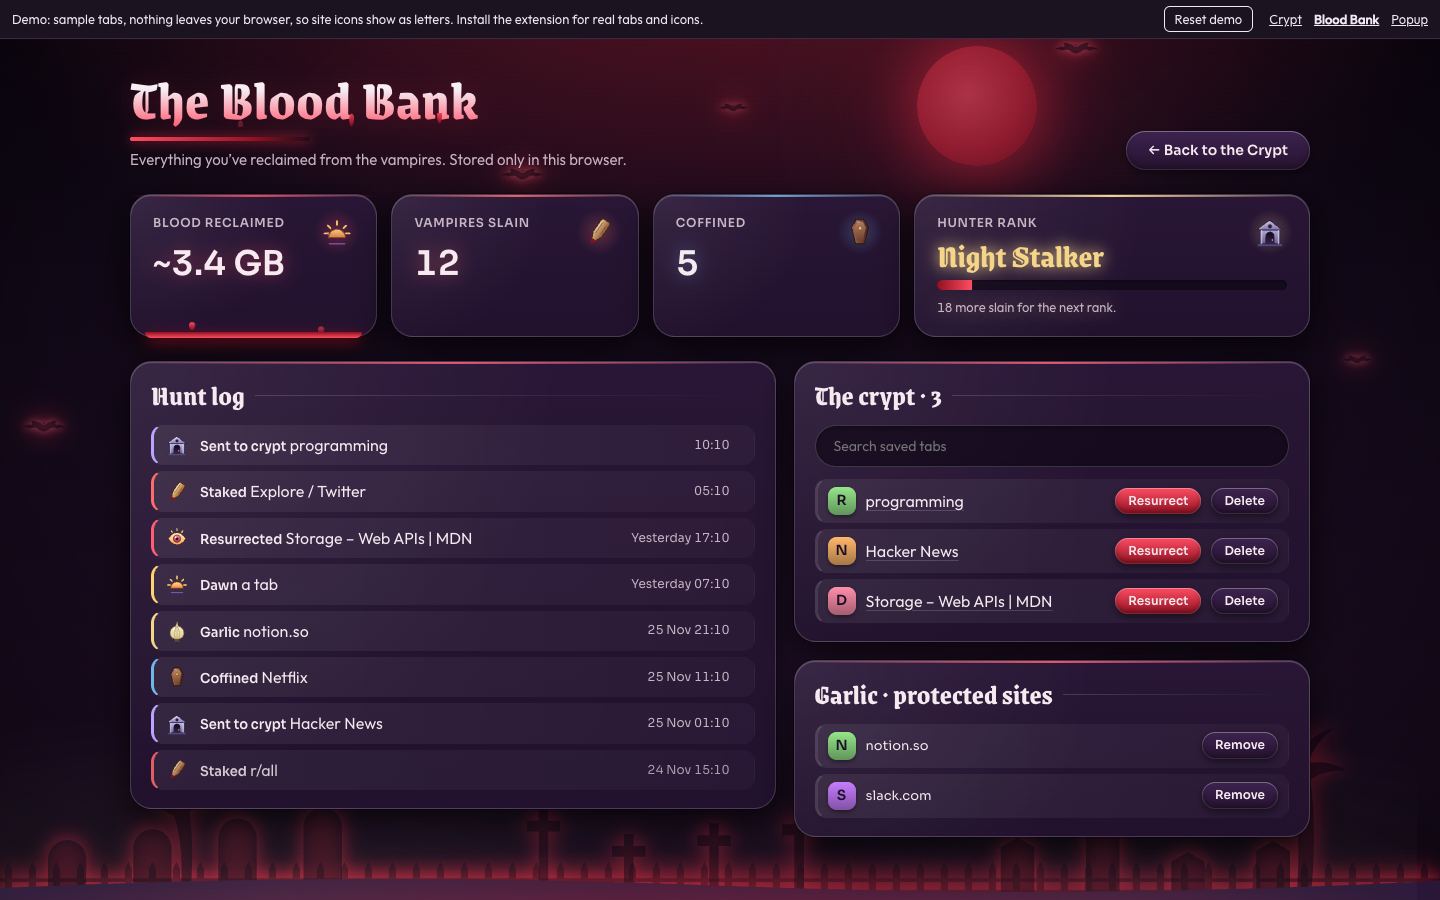 Demo: sample tabs, nothing leaves your browser, so site icons show as letters. Install the extension for real tabs and icons.
Reset demo
Crypt
Blood Bank
Popup
The Blood Bank
Everything you've reclaimed from the vampires. Stored only in this browser.
← Back to the Crypt
BLOOD RECLAIMED
~3.4 GB
VAMPIRES SLAIN
12
COFFINED
5
HUNTER RANK
Night Stalker
18 more slain for the next rank.
Hunt log
Sent to crypt programming 10:10
Staked Explore / Twitter 05:10
Resurrected Storage – Web APIs | MDN Yesterday 17:10
Dawn a tab Yesterday 07:10
Garlic notion.so 25 Nov 21:10
Coffined Netflix 25 Nov 11:10
Sent to crypt Hacker News 25 Nov 01:10
Staked r/all 24 Nov 15:10
The crypt · 3
Search saved tabs
R programming Resurrect Delete
N Hacker News Resurrect Delete
D Storage – Web APIs | MDN Resurrect Delete
Garlic · protected sites
N notion.so Remove
S slack.com Remove